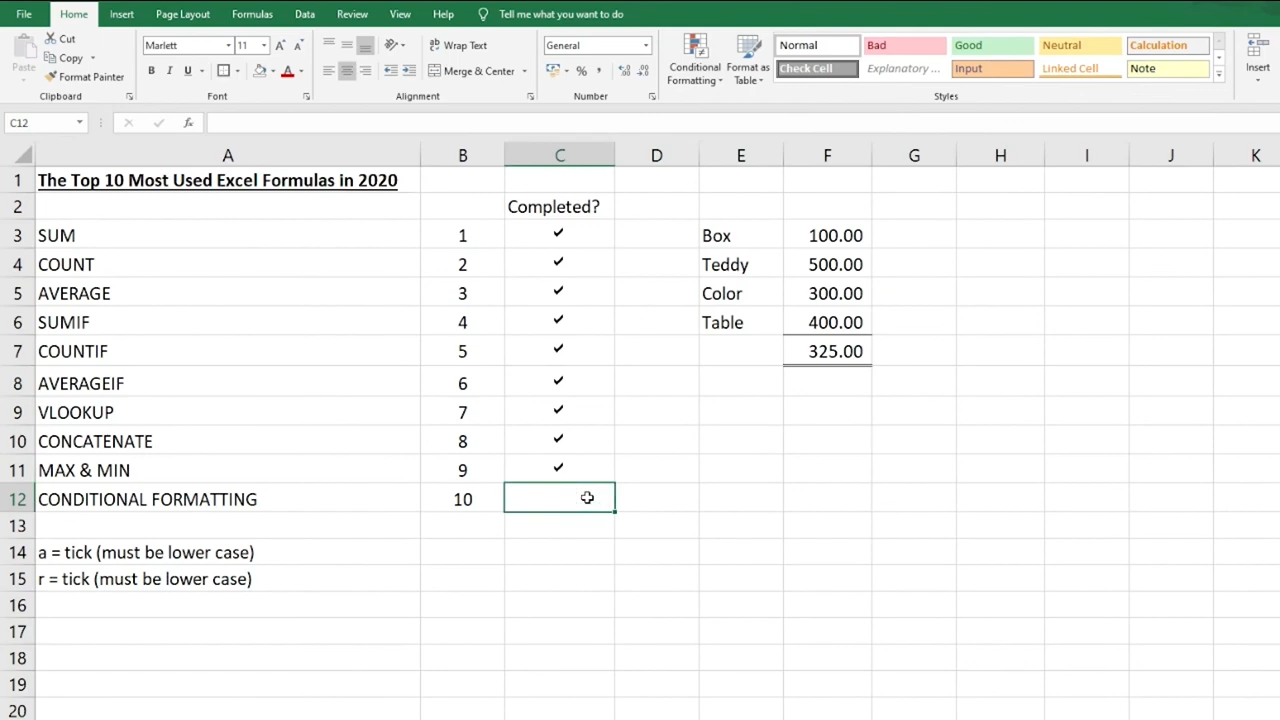 File Home Insert Page Layout Formulas Data Review View Help Tell me what you want to do
Paste Cut Copy Format Painter Clipboard
Marlett 11 A A B I U A Font
Wrap Text Merge & Center Alignment
General % , Number
Conditional Formatting Format as Table
Normal Bad Good Neutral Calculation
Check Cell Explanatory ... Input Linked Cell Note
Styles Insert
C12 fx
A B C D E F G H I J K
1 The Top 10 Most Used Excel Formulas in 2020
2 Completed?
3 SUM 1 ✓ Box 100.00
4 COUNT 2 ✓ Teddy 500.00
5 AVERAGE 3 ✓ Color 300.00
6 SUMIF 4 ✓ Table 400.00
7 COUNTIF 5 ✓ 325.00
8 AVERAGEIF 6 ✓
9 VLOOKUP 7 ✓
10 CONCATENATE 8 ✓
11 MAX & MIN 9 ✓
12 CONDITIONAL FORMATTING 10
13
14 a = tick (must be lower case)
15 r = tick (must be lower case)
16
17
18
19
20